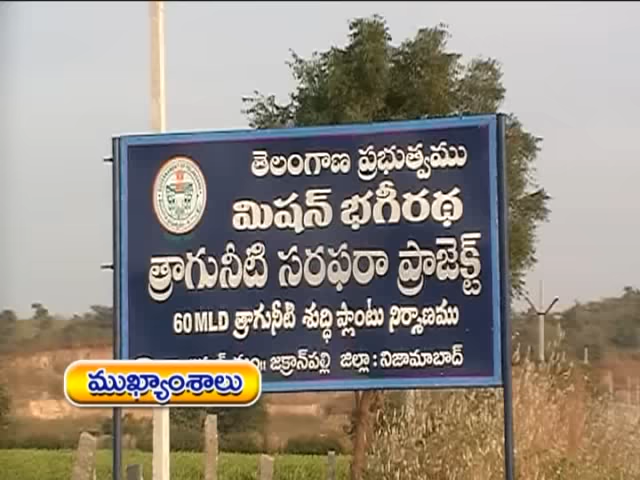 తెలంగాణ ప్రభుత్వము
మిషన్ భగీరథ
త్రాగునీటి సరఫరా ప్రాజెక్ట్
60 MLD త్రాగునీటి శుద్ధి ప్లాంటు నిర్మాణము
జక్రాన్‌పల్లి జిల్లా : నిజామాబాద్
ముఖ్యాంశాలు